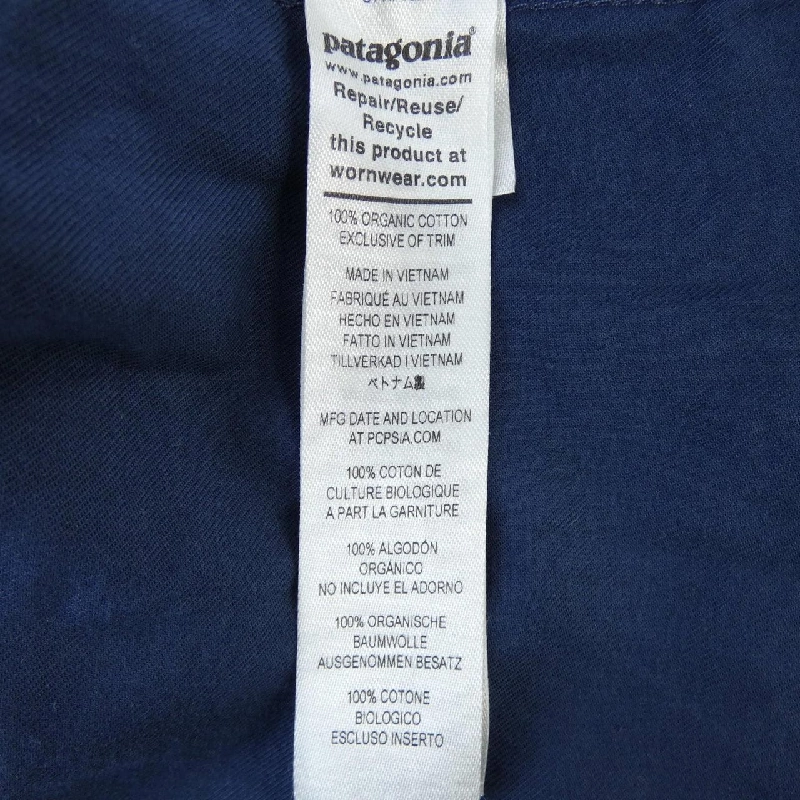 patagonia®
www.patagonia.com
Repair/Reuse/
Recycle
this product at
wornwear.com
100% ORGANIC COTTON
EXCLUSIVE OF TRIM
MADE IN VIETNAM
FABRIQUÉ AU VIETNAM
HECHO EN VIETNAM
FATTO IN VIETNAM
TILLVERKAD I VIETNAM
ベトナム製
MFG DATE AND LOCATION
AT PCPSIA.COM
100% COTON DE
CULTURE BIOLOGIQUE
A PART LA GARNITURE
100% ALGODÓN
ORGÁNICO
NO INCLUYE EL ADORNO
100% ORGANISCHE
BAUMWOLLE
AUSGENOMMEN BESATZ
100% COTONE
BIOLOGICO
ESCLUSO INSERTO